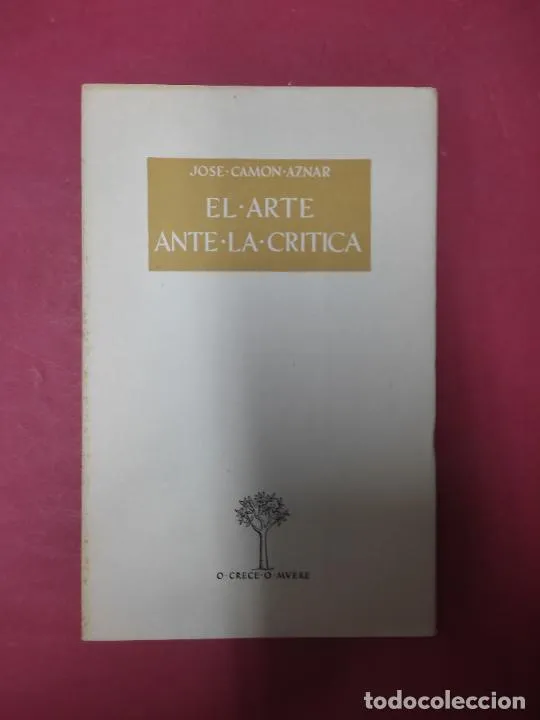 JOSE·CAMON·AZNAR
EL·ARTE
ANTE·LA·CRITICA
O·CRECE·O·MVERE
todocoleccion